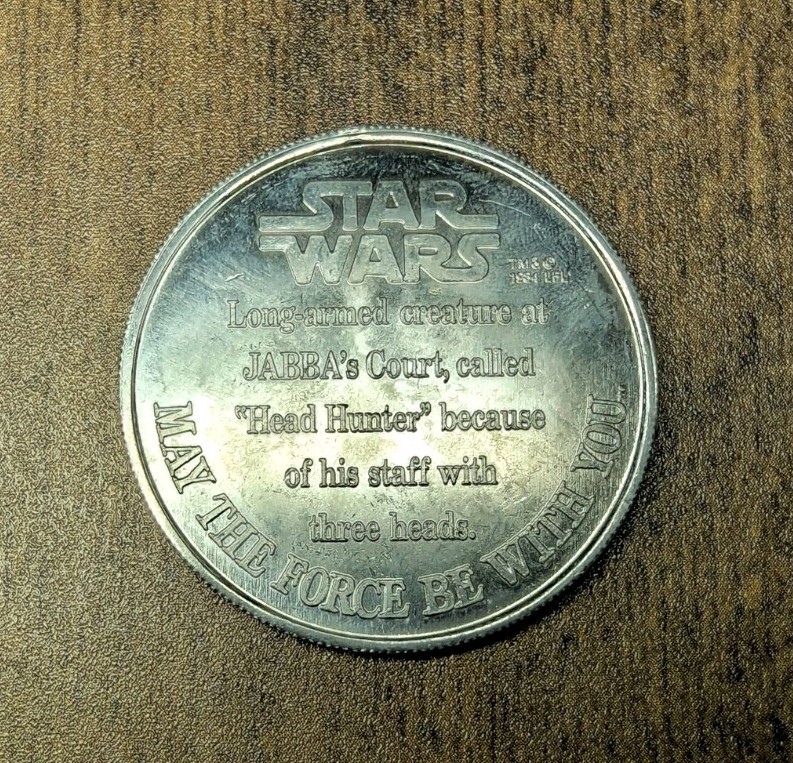 STAR
WARS
TM & ©
1984 LFL
Long-armed creature at
JABBA's Court, called
"Head Hunter" because
of his staff with
three heads.
MAY THE FORCE BE WITH YOU.